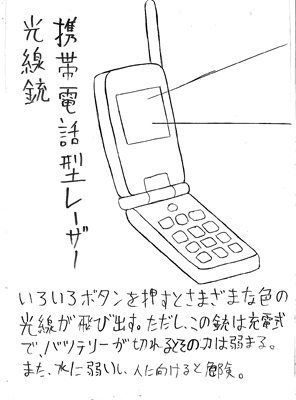 携帯電話型レーザー
光線銃
いろいろボタンを押すとさまざまな色の
光線が飛び出す。ただし、この銃は充電式
で、バッテリーが切れるとその力は弱まる。
また、水に弱いし、人に向けると危険。